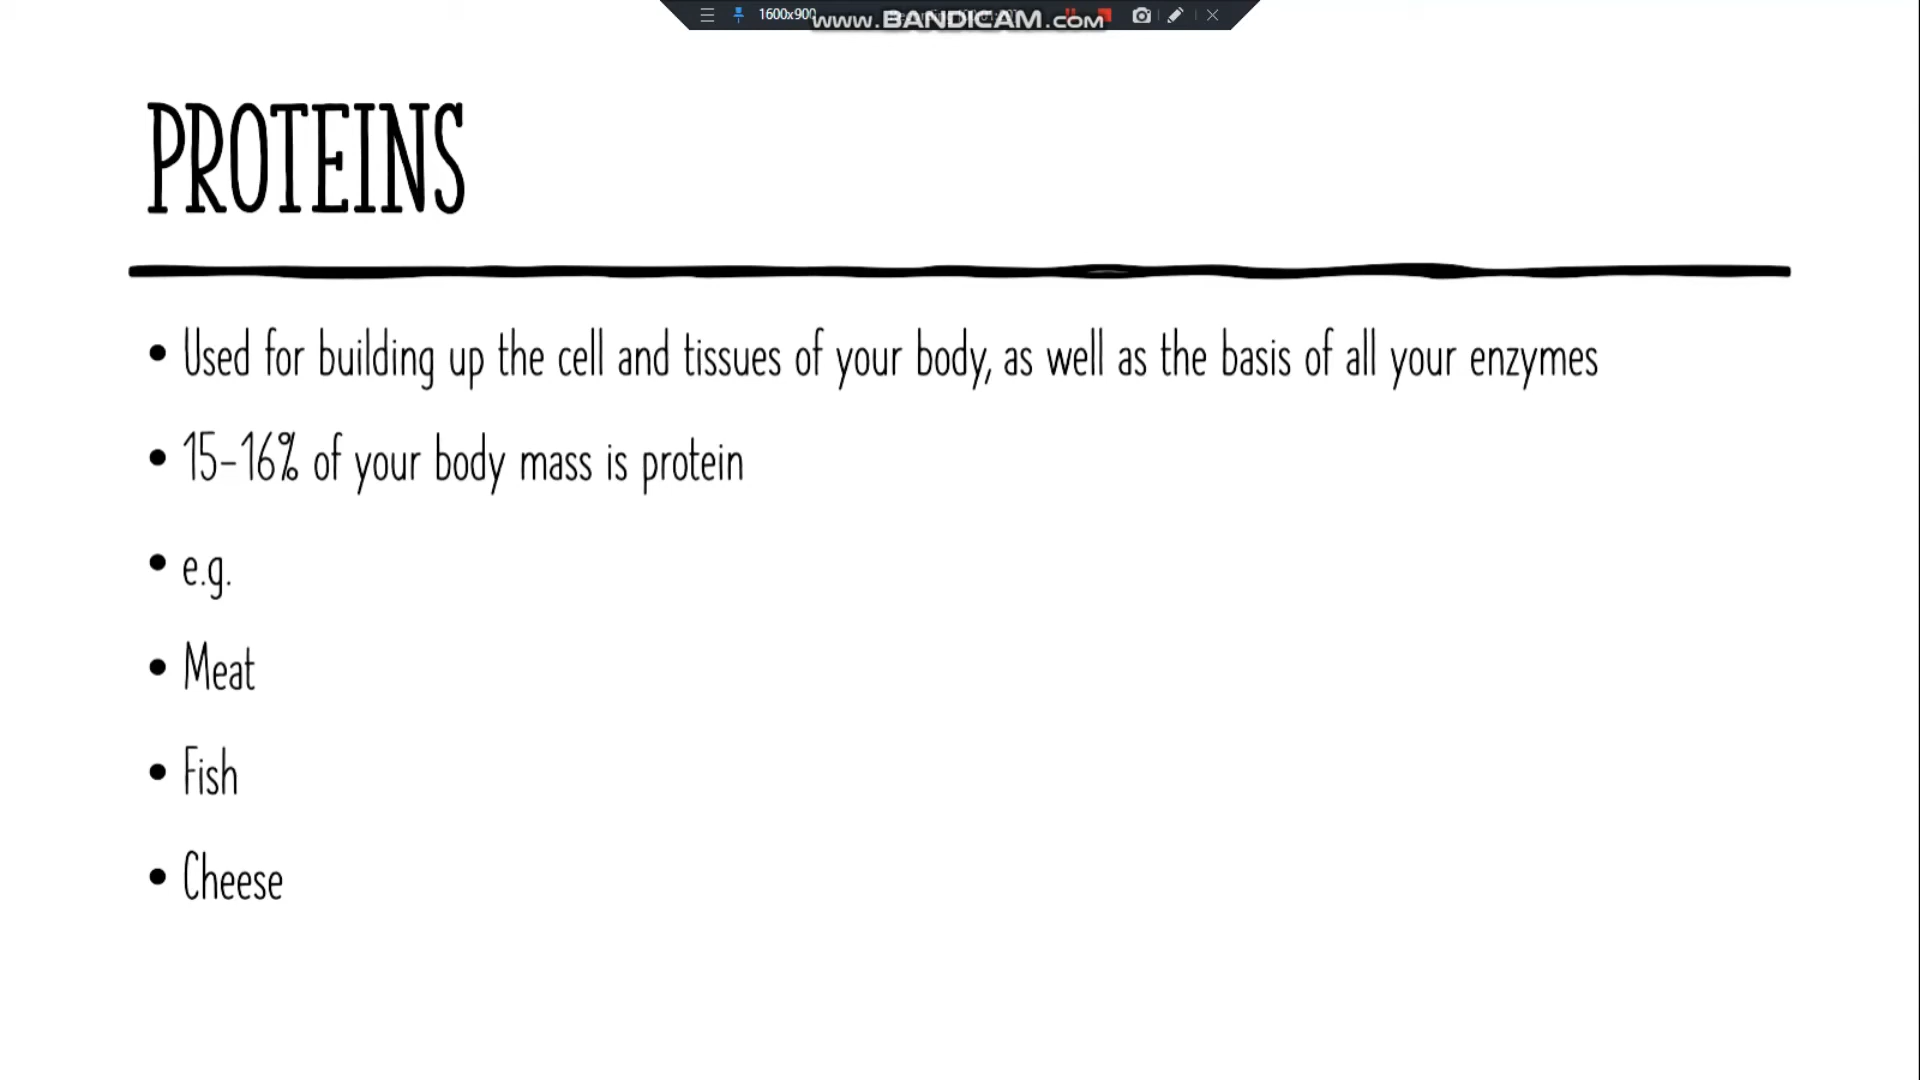 1600x900
www.BANDICAM.com
PROTEINS
• Used for building up the cell and tissues of your body, as well as the basis of all your enzymes
• 15-16% of your body mass is protein
• e.g.
• Meat
• Fish
• Cheese